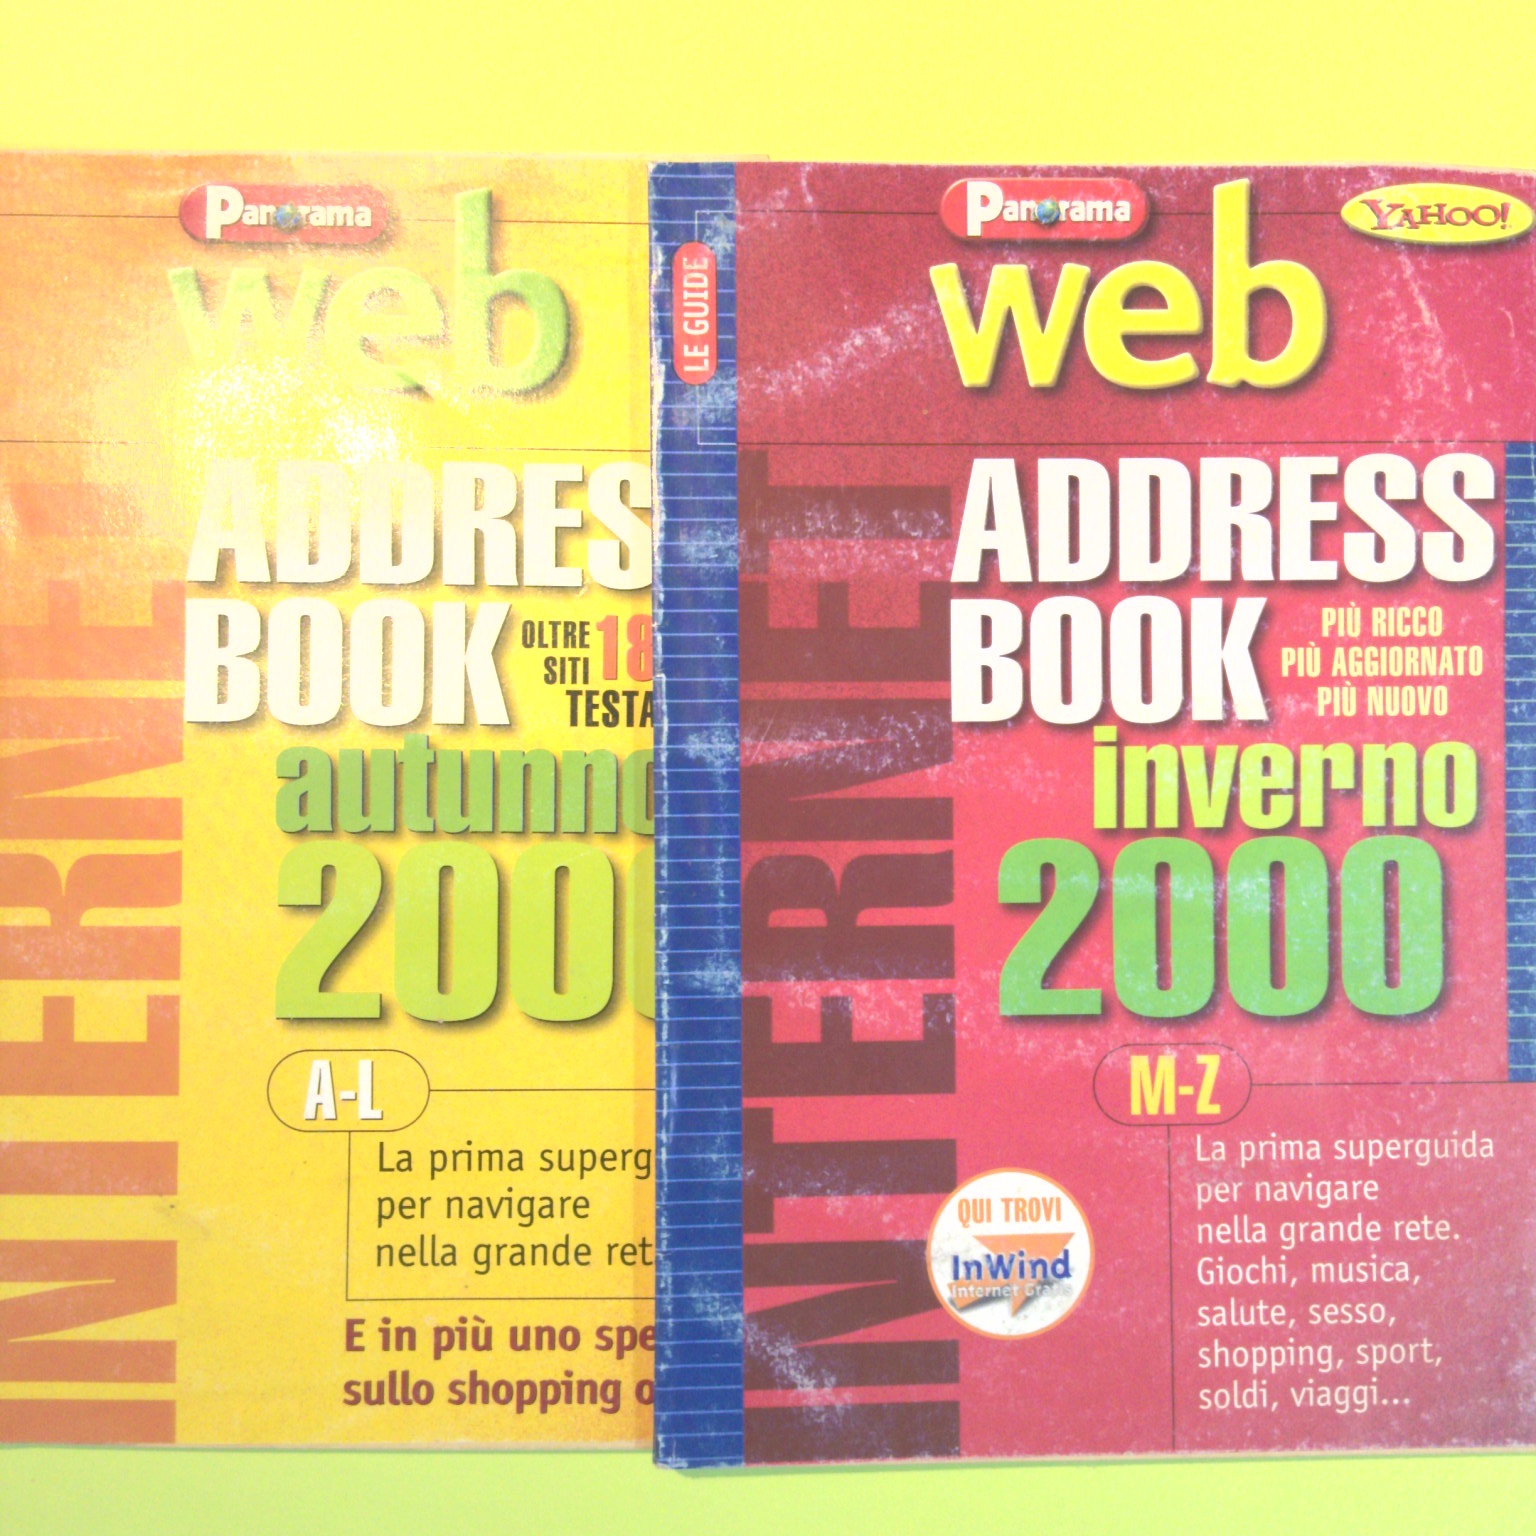 Panorama
web
INTERNET
ADDRES
BOOK
OLTRE 18
SITI
TESTA
autunno
2000
A-L
La prima superg
per navigare
nella grande ret
E in più uno spe
sullo shopping o
LE GUIDE
Panorama
YAHOO!
web
INTERNET
ADDRESS
BOOK
PIÙ RICCO
PIÙ AGGIORNATO
PIÙ NUOVO
inverno
2000
M-Z
La prima superguida
per navigare
nella grande rete.
Giochi, musica,
salute, sesso,
shopping, sport,
soldi, viaggi...
QUI TROVI
InWind
Internet Gratis